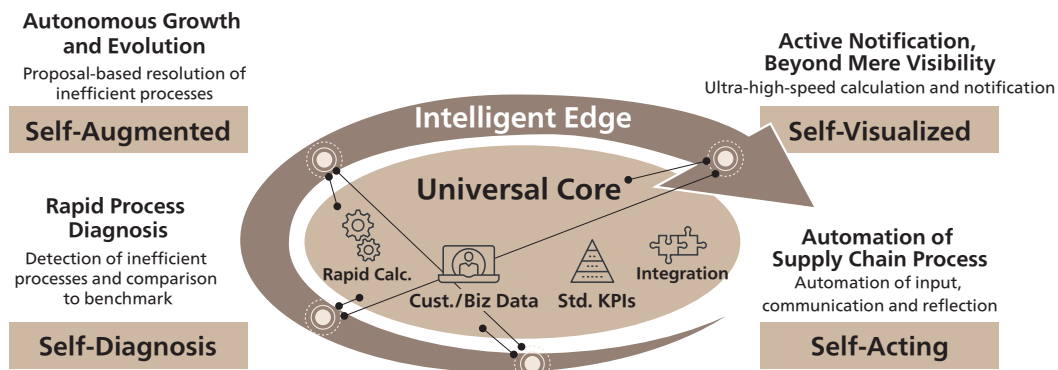 Autonomous Growth
and Evolution
Proposal-based resolution of
inefficient processes
Self-Augmented
Active Notification,
Beyond Mere Visibility
Ultra-high-speed calculation and notification
Self-Visualized
Intelligent Edge
Universal Core
Rapid Calc.
Cust./Biz Data
Std. KPIs
Integration
Rapid Process
Diagnosis
Detection of inefficient
processes and comparison
to benchmark
Self-Diagnosis
Automation of
Supply Chain Process
Automation of input,
communication and reflection
Self-Acting